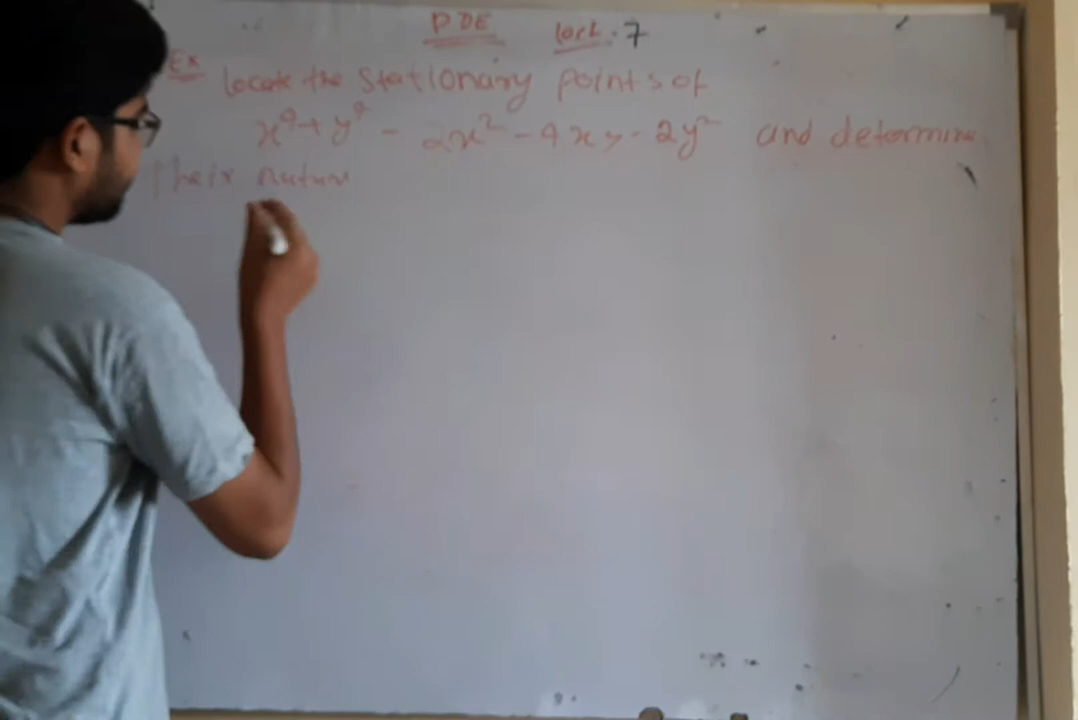 PDE Lect. 7
Ex Locate the stationary points of
x⁴ + y⁴ - 2x² - 4xy - 2y² and determine
their nature